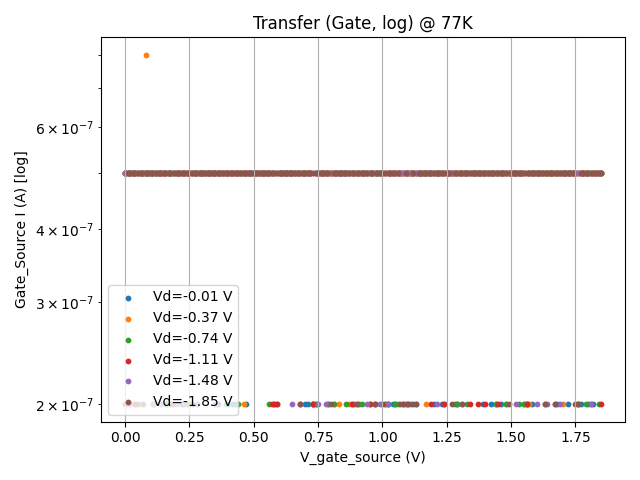 Transfer (Gate, log) @ 77K
Gate_Source I (A) [log]
6 × 10⁻⁷
4 × 10⁻⁷
3 × 10⁻⁷
2 × 10⁻⁷
Vd=-0.01 V
Vd=-0.37 V
Vd=-0.74 V
Vd=-1.11 V
Vd=-1.48 V
Vd=-1.85 V
0.00 0.25 0.50 0.75 1.00 1.25 1.50 1.75
V_gate_source (V)